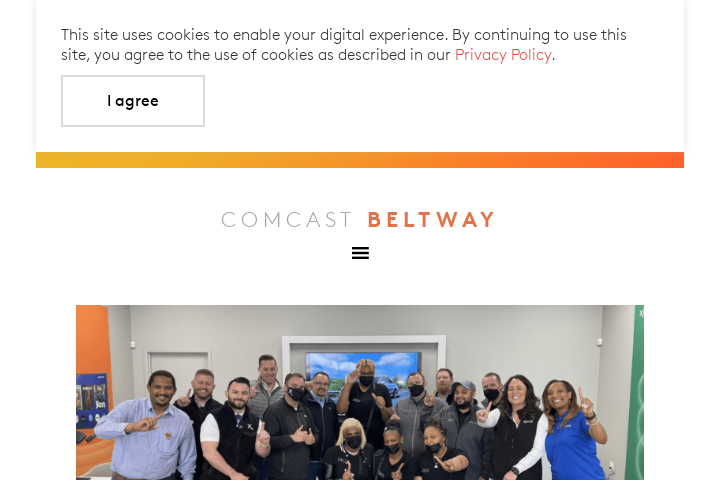 This site uses cookies to enable your digital experience. By continuing to use this
site, you agree to the use of cookies as described in our Privacy Policy.
I agree
COMCAST BELTWAY